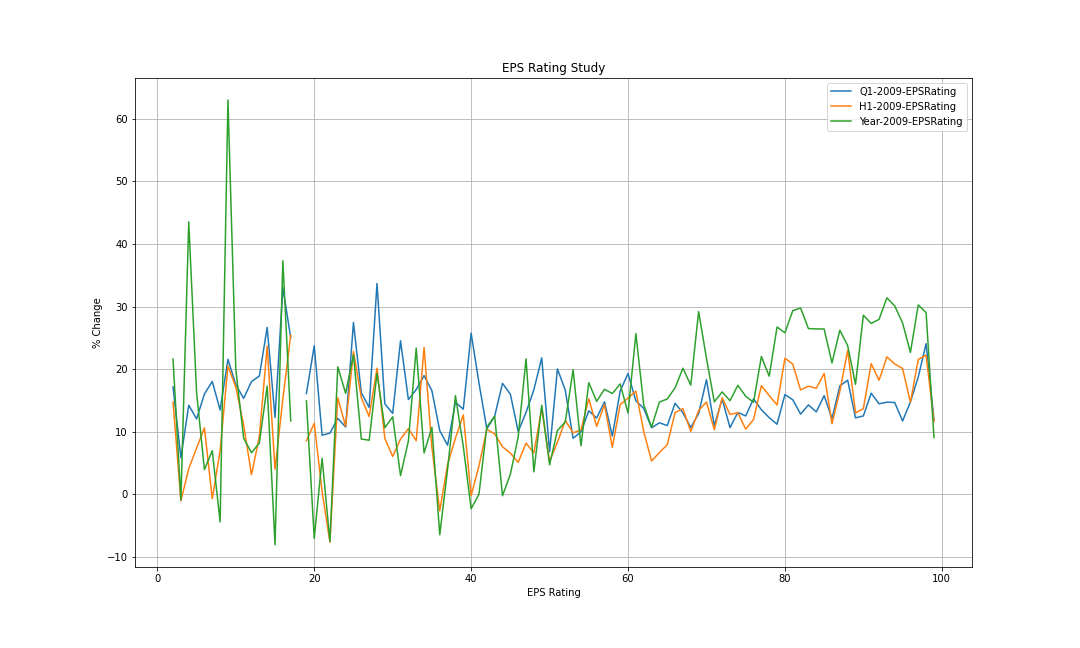 EPS Rating Study
Q1-2009-EPSRating
H1-2009-EPSRating
Year-2009-EPSRating
% Change
60
50
40
30
20
10
0
−10
0 20 40 60 80 100
EPS Rating